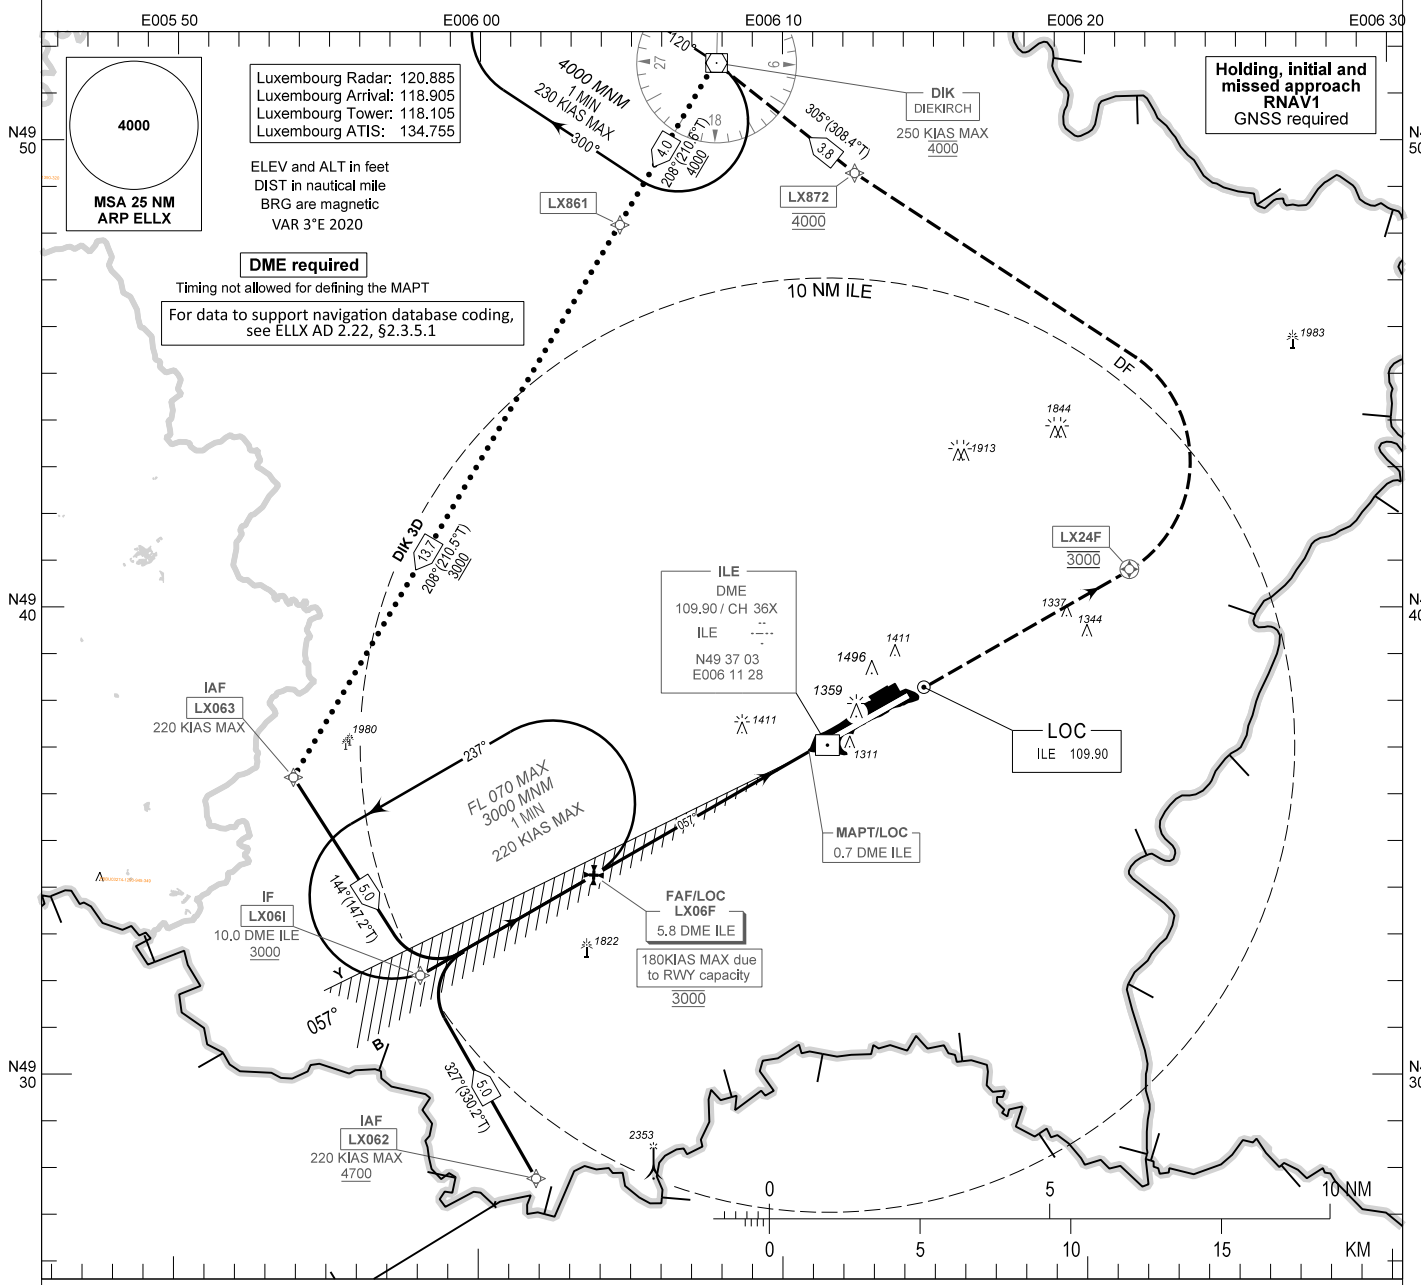 E005 50
E006 00
E006 10
E006 20
E006 30
N49
50
N49
40
N49
30
4000
MSA 25 NM
ARP ELLX
Luxembourg Radar: 120.885
Luxembourg Arrival: 118.905
Luxembourg Tower: 118.105
Luxembourg ATIS: 134.755
ELEV and ALT in feet
DIST in nautical mile
BRG are magnetic
VAR 3°E 2020
DME required
Timing not allowed for defining the MAPT
For data to support navigation database coding,
see ELLX AD 2.22, §2.3.5.1
Holding, initial and
missed approach
RNAV1
GNSS required
120°
4000 MNM
1 MIN
230 KIAS MAX
300°
27
9
18
4.0
208°(210.6°T)
4000
DIK
DIEKIRCH
250 KIAS MAX
4000
305°(308.4°T)
3.8
LX872
4000
LX861
10 NM ILE
DF
1983
1844
1913
DIK 3D
13.7
208°(210.5°T)
3000
LX24F
3000
1337
1344
ILE
DME
109.90 / CH 36X
ILE
N49 37 03
E006 11 28
1411
1496
1359
1411
1311
LOC
ILE 109.90
IAF
LX063
220 KIAS MAX
1980
237°
FL 070 MAX
3000 MNM
1 MIN
220 KIAS MAX
057°
MAPT/LOC
0.7 DME ILE
5.0
144°(147.2°T)
FAF/LOC
LX06F
5.8 DME ILE
180KIAS MAX due
to RWY capacity
3000
IF
LX06I
10.0 DME ILE
3000
1822
Y
057°
B
327°(330.2°T)
5.0
IAF
LX062
220 KIAS MAX
4700
2353
0
5
10 NM
0
5
10
15
KM